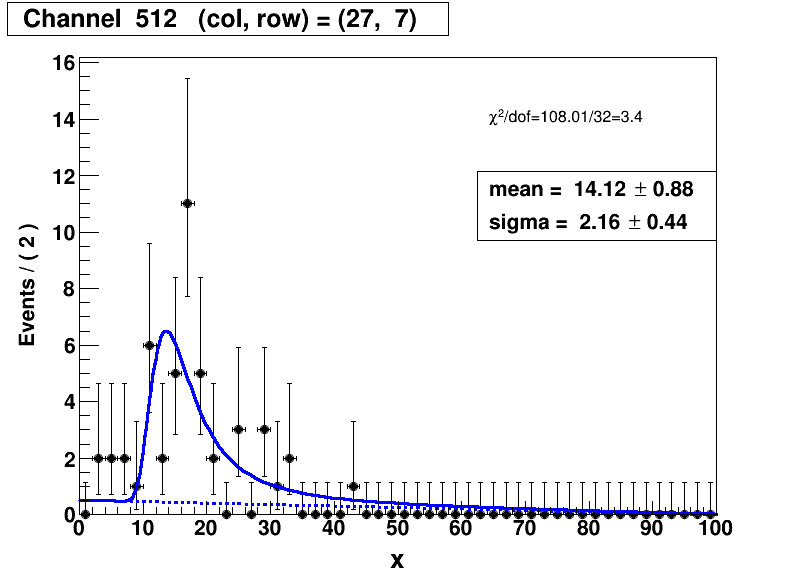 Channel 512 (col, row) = (27, 7)
χ²/dof=108.01/32=3.4
mean = 14.12 ± 0.88
sigma = 2.16 ± 0.44
Events / ( 2 )
16
14
12
10
8
6
4
2
0
0 10 20 30 40 50 60 70 80 90 100
x